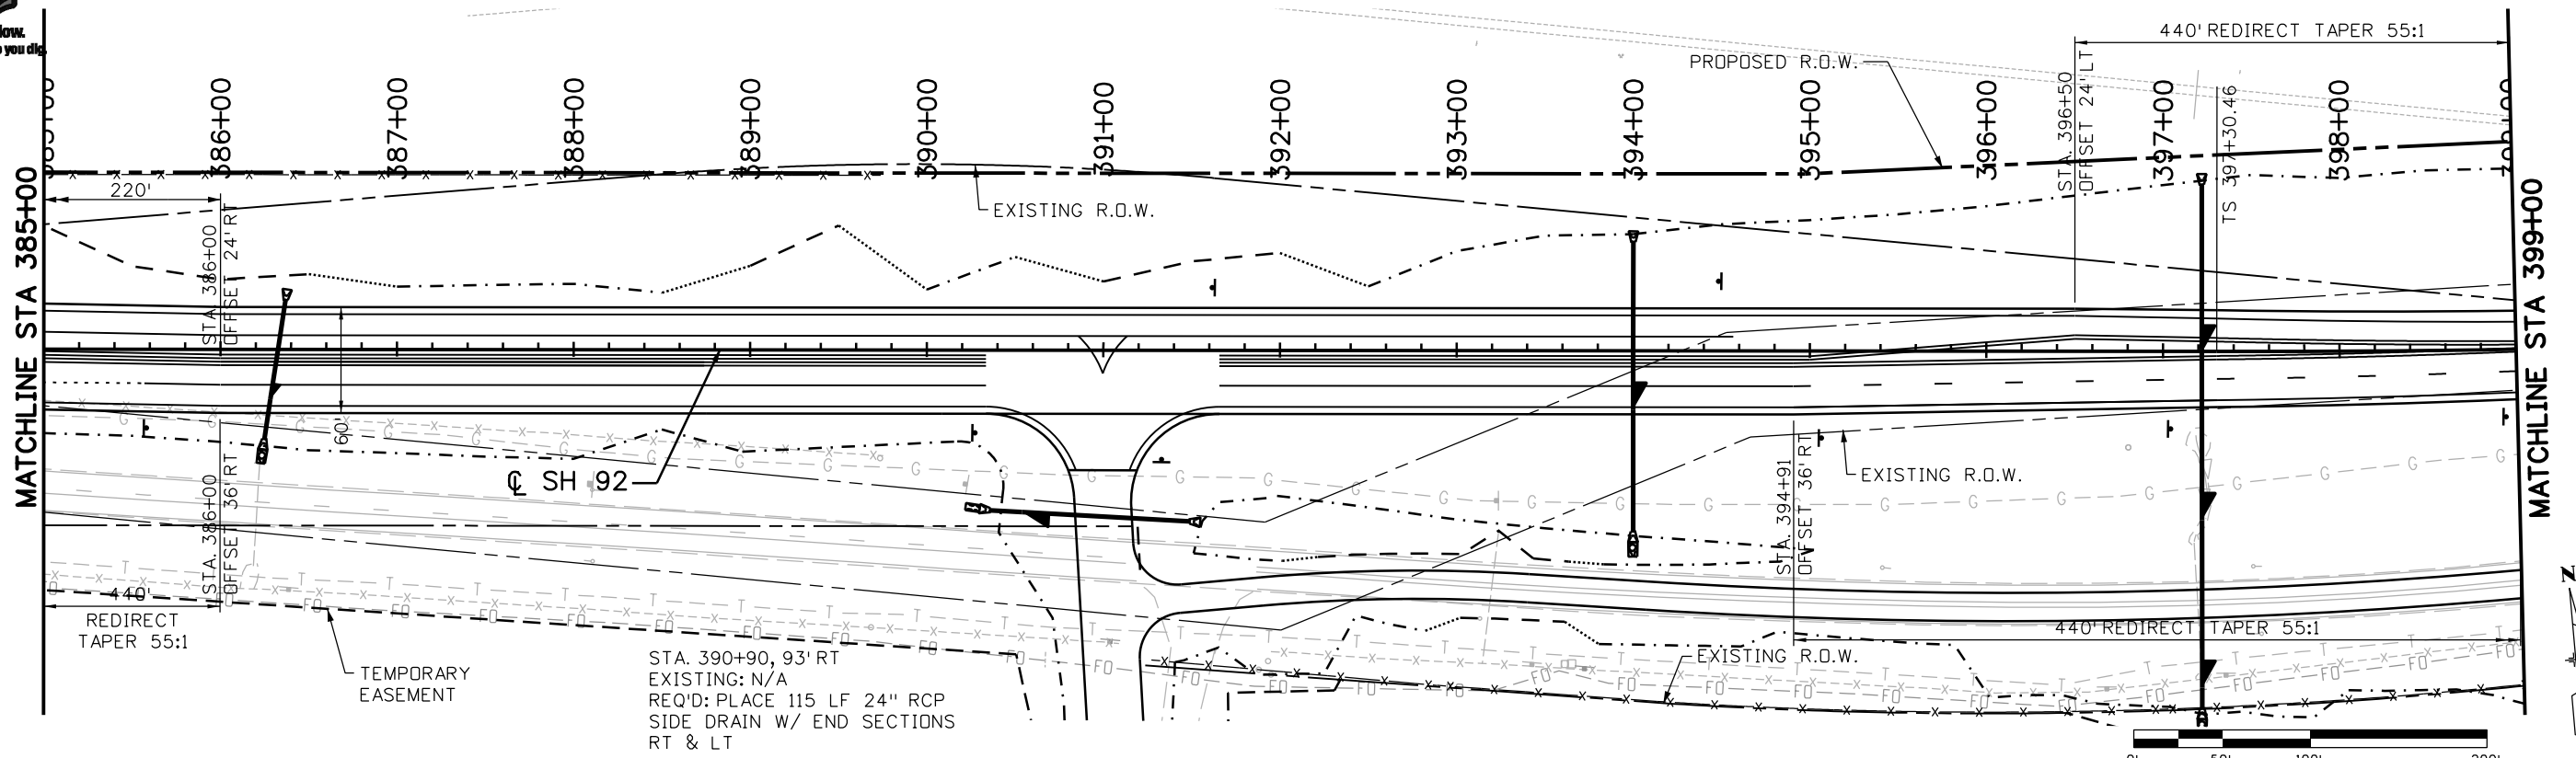 low.
you dig.
MATCHLINE STA 385+00
386+00
387+00
388+00
389+00
390+00
391+00
392+00
393+00
394+00
395+00
396+00
397+00
398+00
440' REDIRECT TAPER 55:1
PROPOSED R.O.W.
STA. 396+50
OFFSET 24' LT
TS 397+30.46
220'
EXISTING R.O.W.
STA. 386+00
OFFSET 24' RT
60'
℄ SH 92
EXISTING R.O.W.
STA. 386+00
OFFSET 36' RT
STA. 394+91
OFFSET 36' RT
440'
REDIRECT
TAPER 55:1
440' REDIRECT TAPER 55:1
TEMPORARY
EASEMENT
STA. 390+90, 93' RT
EXISTING: N/A
REQ'D: PLACE 115 LF 24" RCP
SIDE DRAIN W/ END SECTIONS
RT & LT
EXISTING R.O.W.
MATCHLINE STA 399+00
N